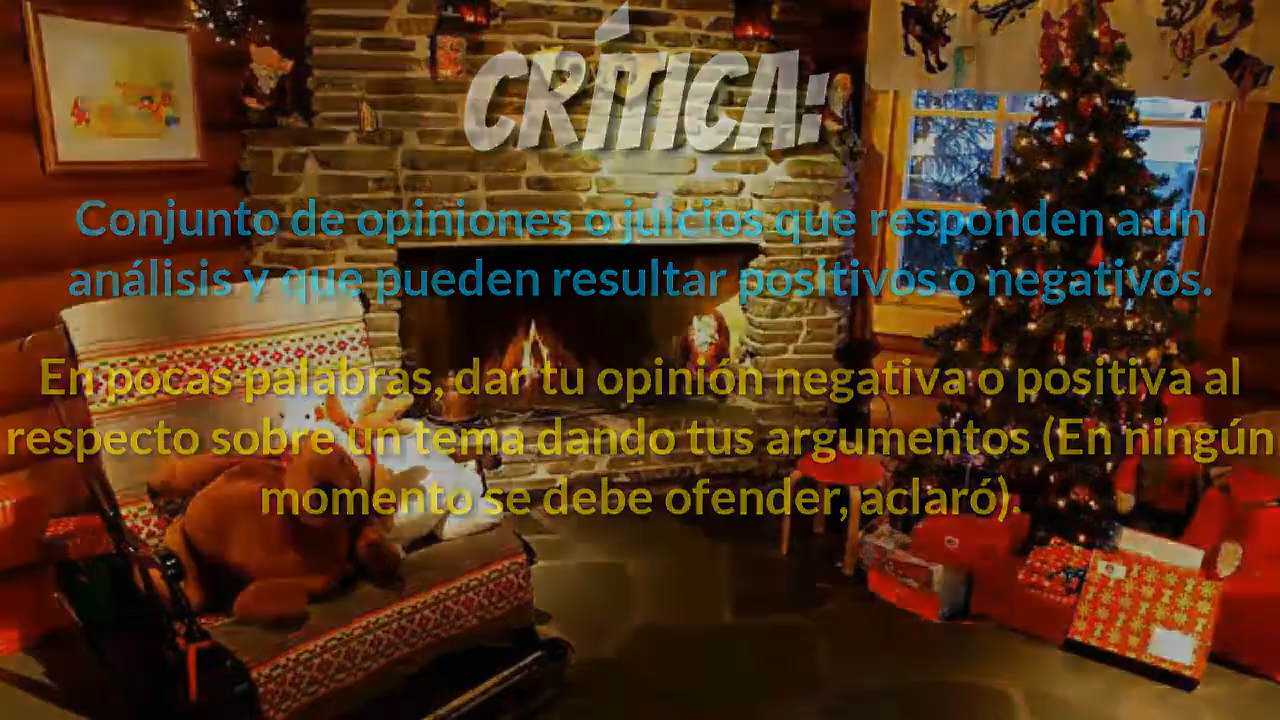 CRÍTICA:
Conjunto de opiniones o juicios que responden a un
análisis y que pueden resultar positivos o negativos.
En pocas palabras, dar tu opinión negativa o positiva al
respecto sobre un tema dando tus argumentos (En ningún
momento se debe ofender, aclaró).